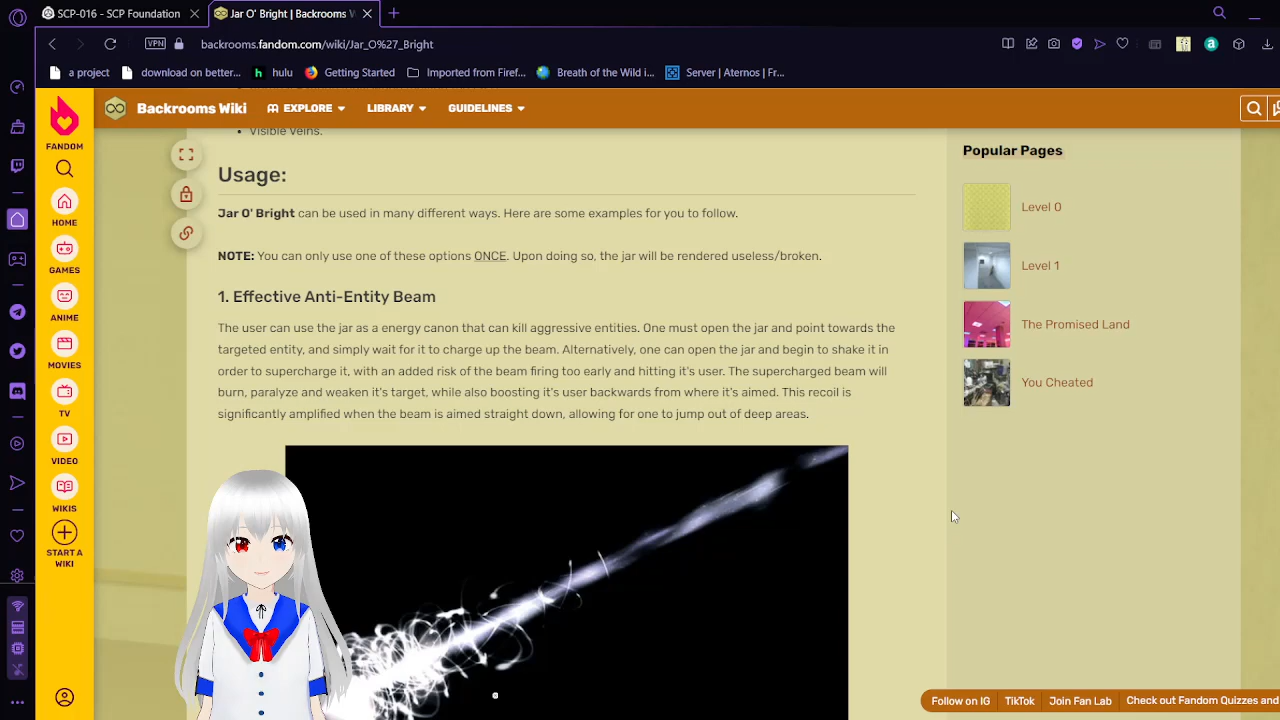 SCP-016 - SCP Foundation
Jar O' Bright | Backrooms Wiki
VPN
backrooms.fandom.com/wiki/Jar_O%27_Bright
a project
download on better...
hulu
Getting Started
Imported from Firef...
Breath of the Wild i...
Server | Aternos | Fr...
FANDOM
HOME
GAMES
ANIME
MOVIES
TV
VIDEO
WIKIS
START A
WIKI
Backrooms Wiki
EXPLORE
LIBRARY
GUIDELINES
• Visible Veins.
Usage:
Jar O' Bright can be used in many different ways. Here are some examples for you to follow.
NOTE: You can only use one of these options ONCE. Upon doing so, the jar will be rendered useless/broken.
1. Effective Anti-Entity Beam
The user can use the jar as a energy canon that can kill aggressive entities. One must open the jar and point towards the
targeted entity, and simply wait for it to charge up the beam. Alternatively, one can open the jar and begin to shake it in
order to supercharge it, with an added risk of the beam firing too early and hitting it's user. The supercharged beam will
burn, paralyze and weaken it's target, while also boosting it's user backwards from where it's aimed. This recoil is
significantly amplified when the beam is aimed straight down, allowing for one to jump out of deep areas.
Popular Pages
Level 0
Level 1
The Promised Land
You Cheated
Follow on IG
TikTok
Join Fan Lab
Check out Fandom Quizzes and